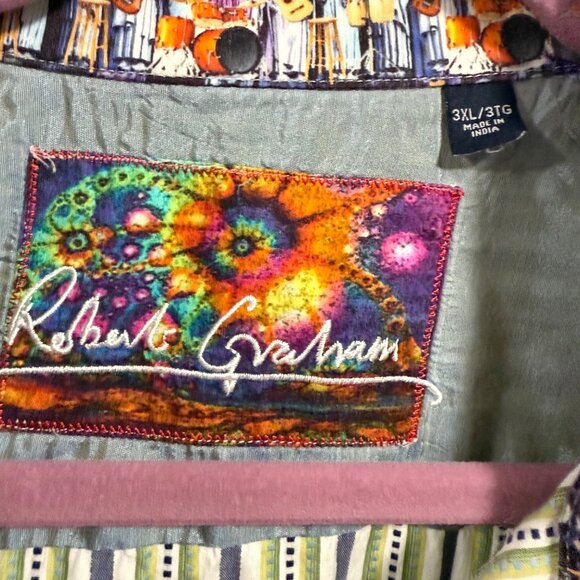 3XL/3TG
MADE IN
INDIA
Robert Graham